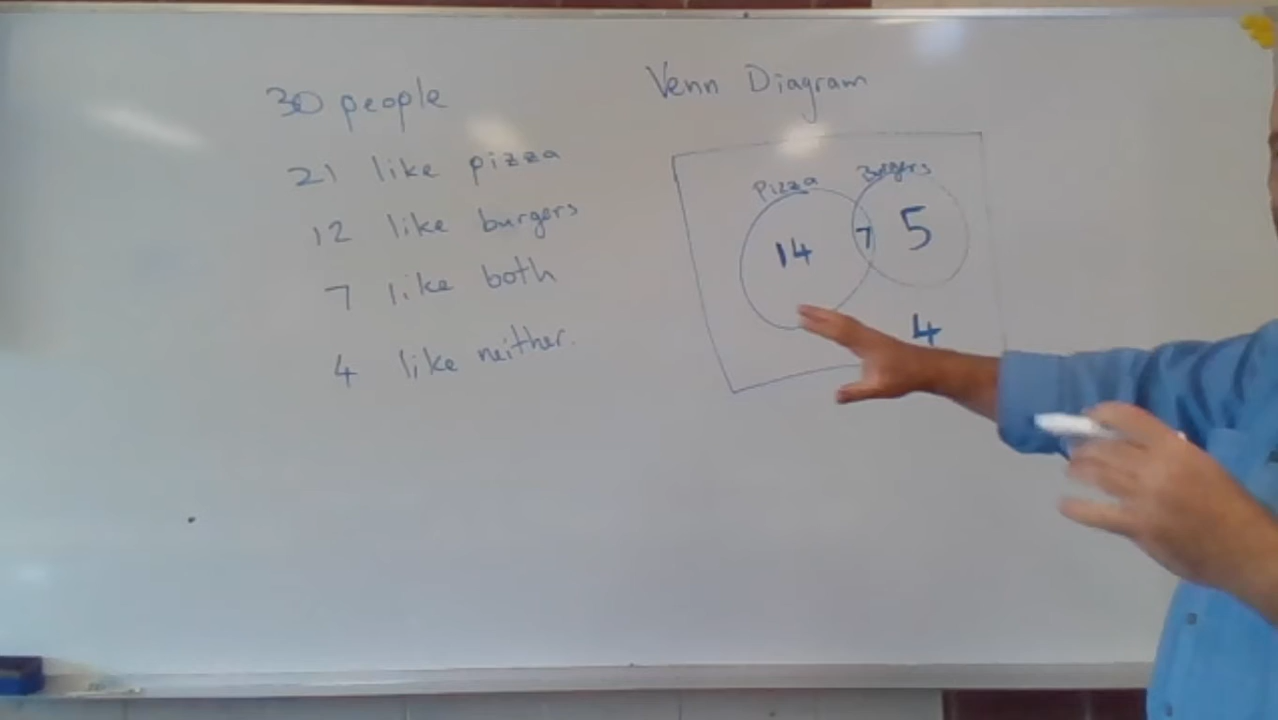 30 people
21 like pizza
12 like burgers
7 like both
4 like neither.
Venn Diagram
Pizza
Burgers
14
7
5
4